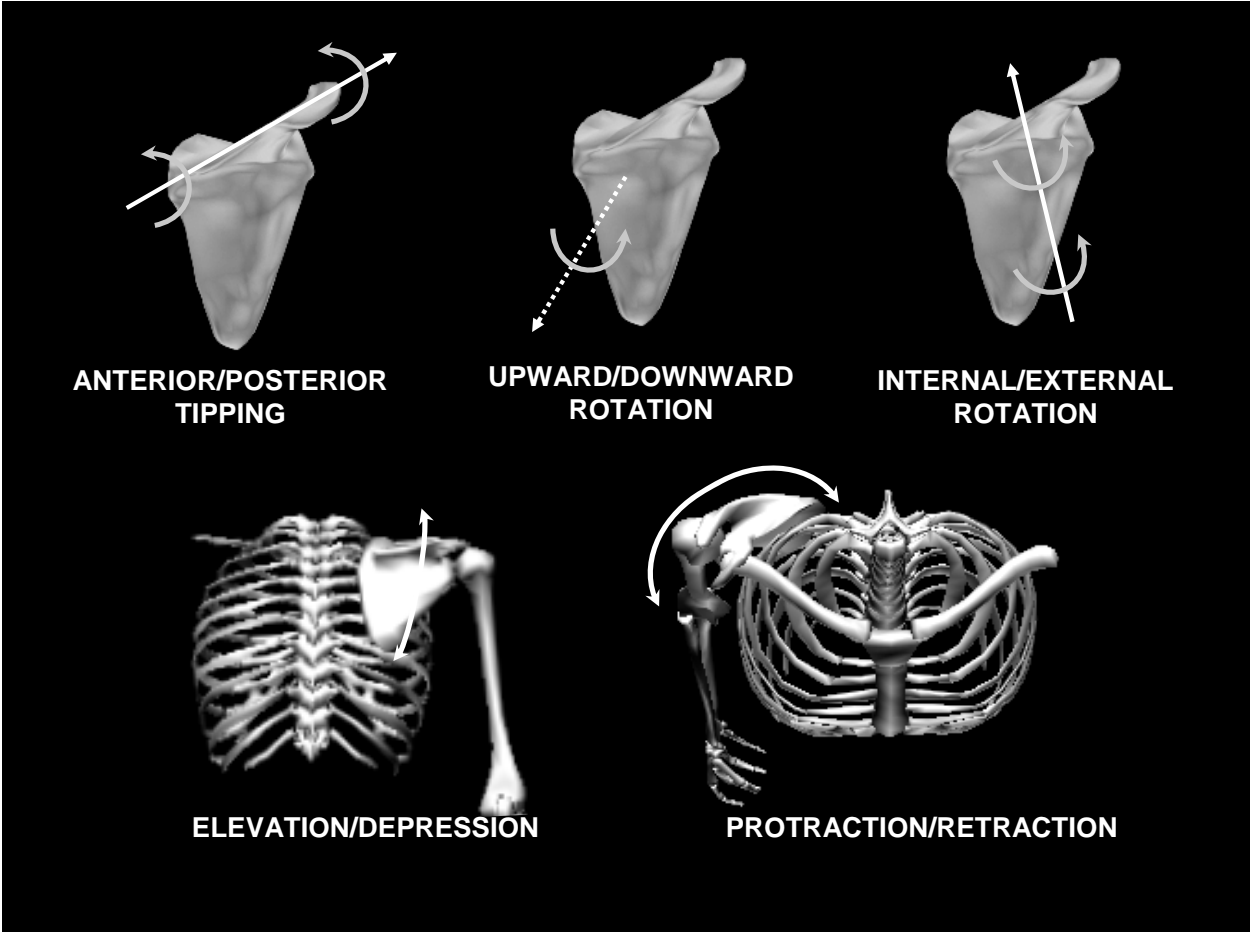 ANTERIOR/POSTERIOR
TIPPING
UPWARD/DOWNWARD
ROTATION
INTERNAL/EXTERNAL
ROTATION
ELEVATION/DEPRESSION
PROTRACTION/RETRACTION